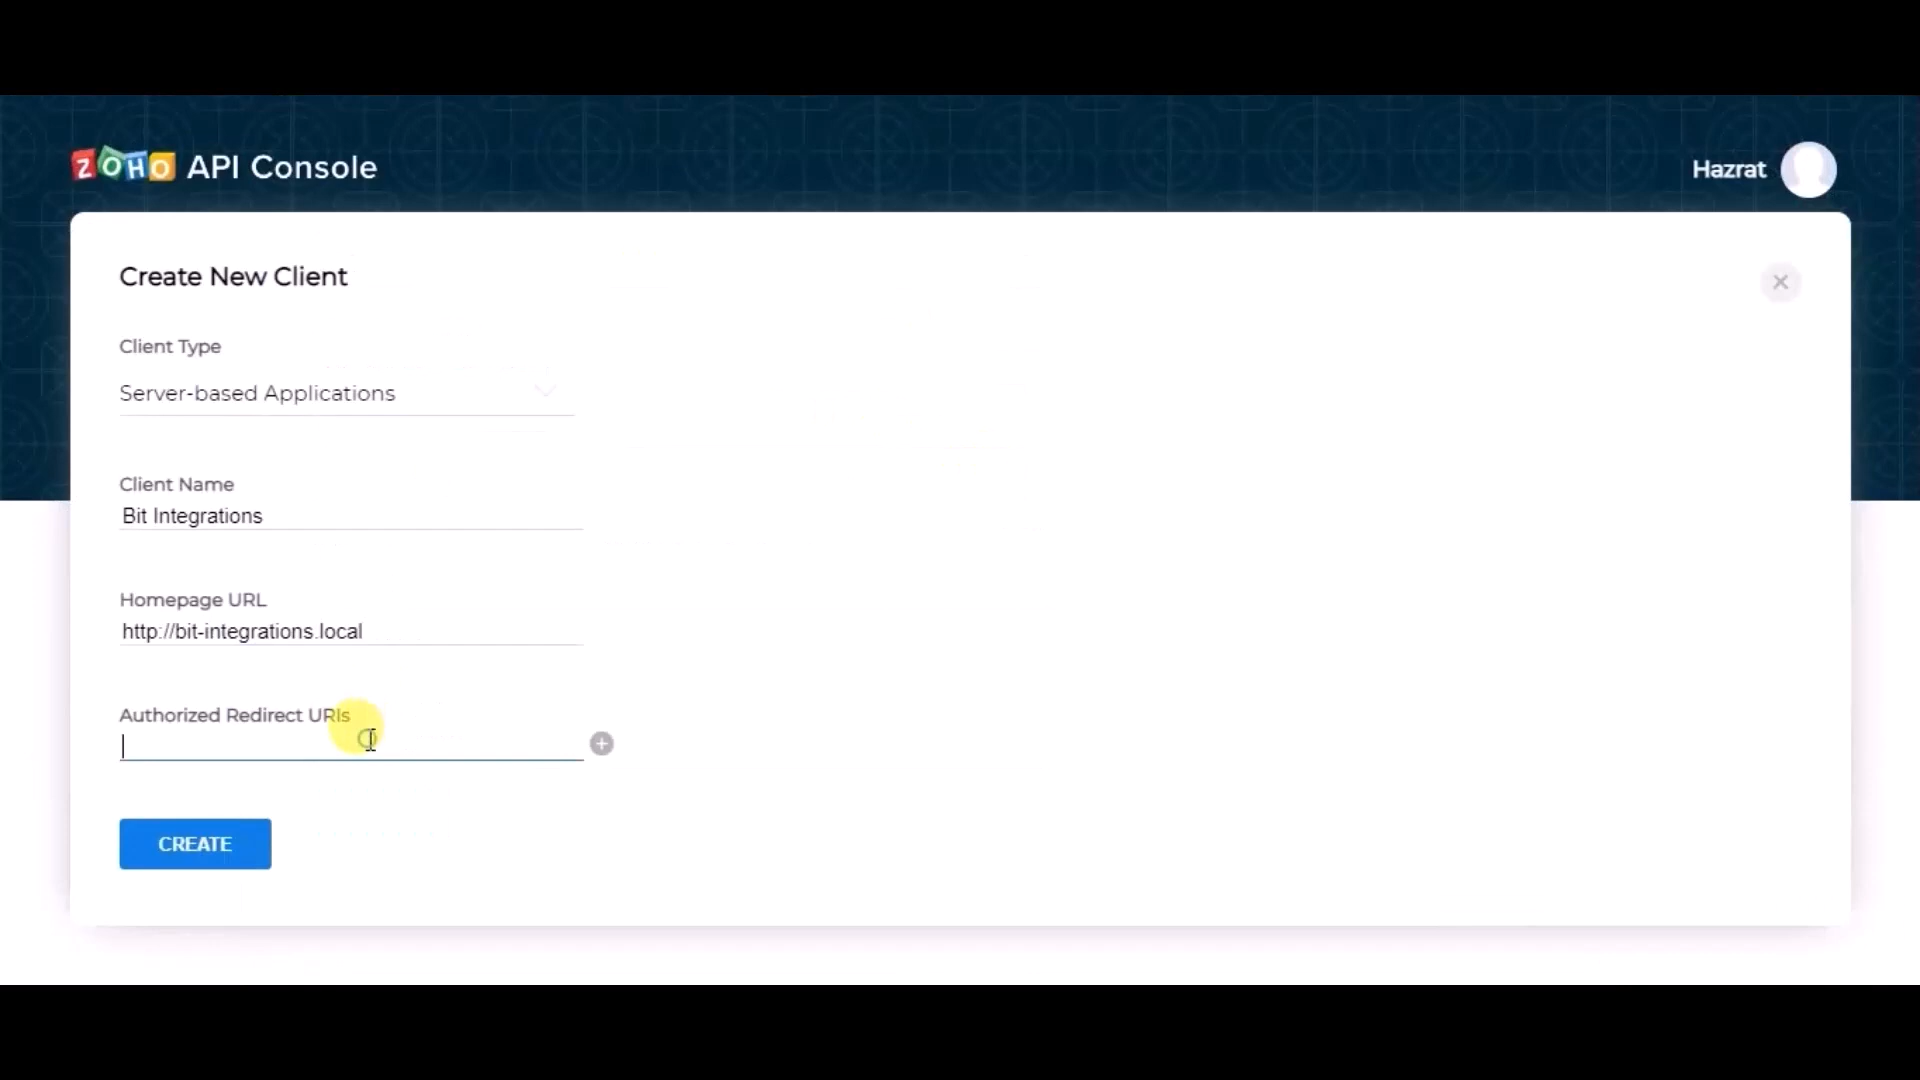 ZOHO API Console
Hazrat
Create New Client
Client Type
Server-based Applications
Client Name
Bit Integrations
Homepage URL
http://bit-integrations.local
Authorized Redirect URIs
CREATE